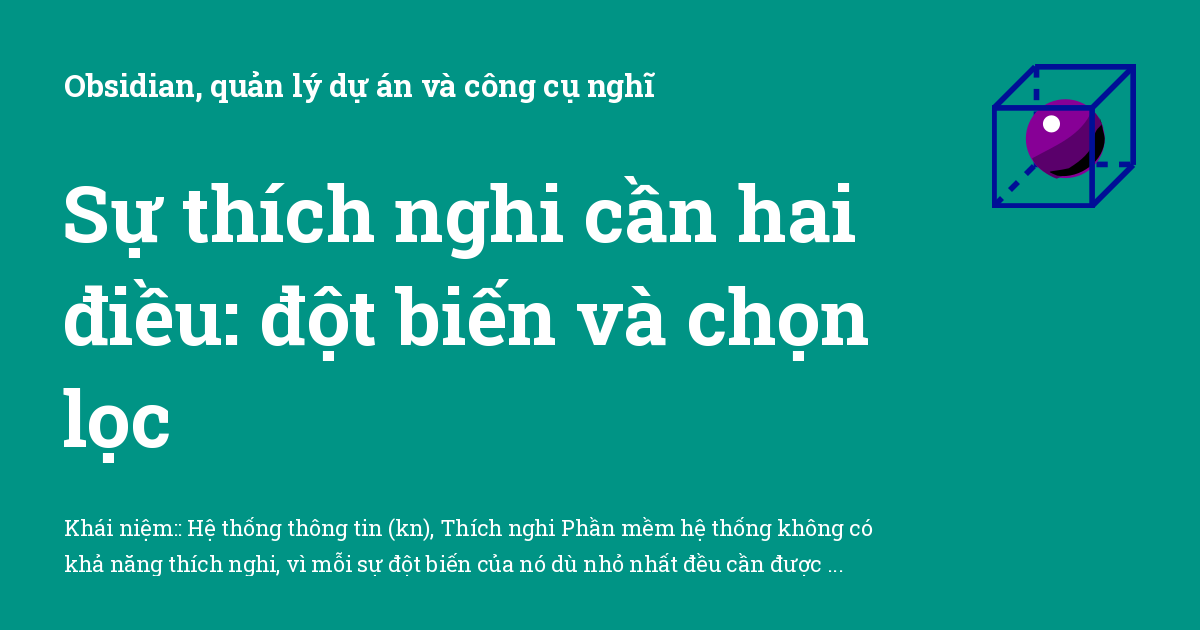 Obsidian, quản lý dự án và công cụ nghĩ
Sự thích nghi cần hai
điều: đột biến và chọn
lọc
Khái niệm:: Hệ thống thông tin (kn), Thích nghi Phần mềm hệ thống không có
khả năng thích nghi, vì mỗi sự đột biến của nó dù nhỏ nhất đều cần được ...